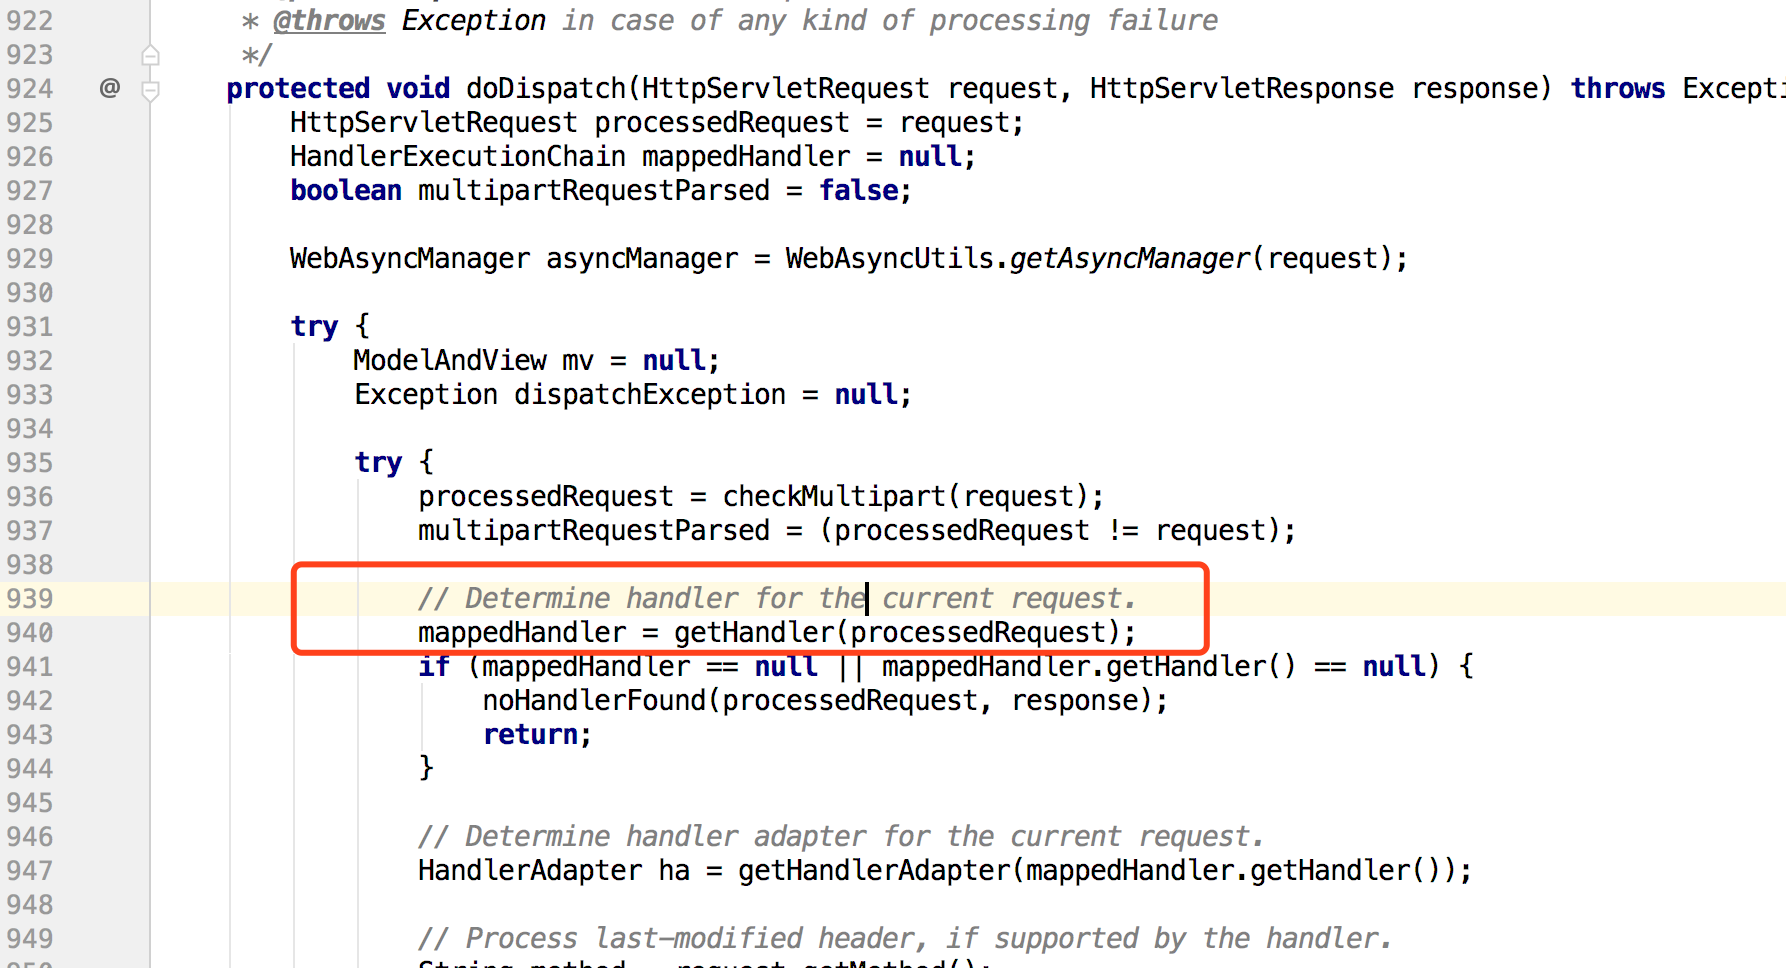 922 * @throws Exception in case of any kind of processing failure
923 */
924 @ protected void doDispatch(HttpServletRequest request, HttpServletResponse response) throws Excepti
925 HttpServletRequest processedRequest = request;
926 HandlerExecutionChain mappedHandler = null;
927 boolean multipartRequestParsed = false;
928
929 WebAsyncManager asyncManager = WebAsyncUtils.getAsyncManager(request);
930
931 try {
932 ModelAndView mv = null;
933 Exception dispatchException = null;
934
935 try {
936 processedRequest = checkMultipart(request);
937 multipartRequestParsed = (processedRequest != request);
938
939 // Determine handler for the current request.
940 mappedHandler = getHandler(processedRequest);
941 if (mappedHandler == null || mappedHandler.getHandler() == null) {
942 noHandlerFound(processedRequest, response);
943 return;
944 }
945
946 // Determine handler adapter for the current request.
947 HandlerAdapter ha = getHandlerAdapter(mappedHandler.getHandler());
948
949 // Process last-modified header, if supported by the handler.
950 String method = request.getMethod();